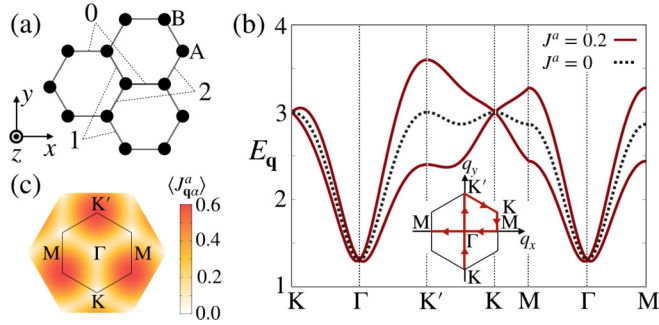 (a)
0
B
A
2
1
y
z
x
(b)
J^a = 0.2
J^a = 0
4
3
2
1
E_q
q_y
K′
K
M
M
Γ
q_x
K
K
Γ
K′
K
M
Γ
M
(c)
⟨J^a_{qα}⟩
0.6
0.4
0.2
0.0
K′
M
Γ
M
K